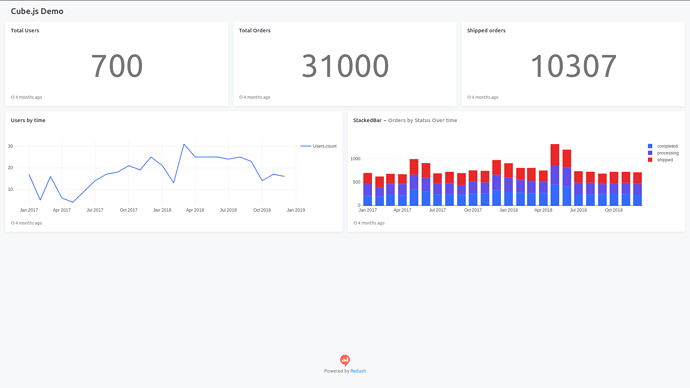 Cube.js Demo
Total Users
Total Orders
Shipped orders
700
31000
10307
4 months ago
4 months ago
4 months ago
Users by time
30
20
10
Jan 2017
Apr 2017
Jul 2017
Oct 2017
Jan 2018
Apr 2018
Jul 2018
Oct 2018
Jan 2019
Users.count
4 months ago
StackedBar – Orders by Status Over time
1000
500
0
Jan 2017
Apr 2017
Jul 2017
Oct 2017
Jan 2018
Apr 2018
Jul 2018
Oct 2018
completed
processing
shipped
4 months ago
Powered by Redash